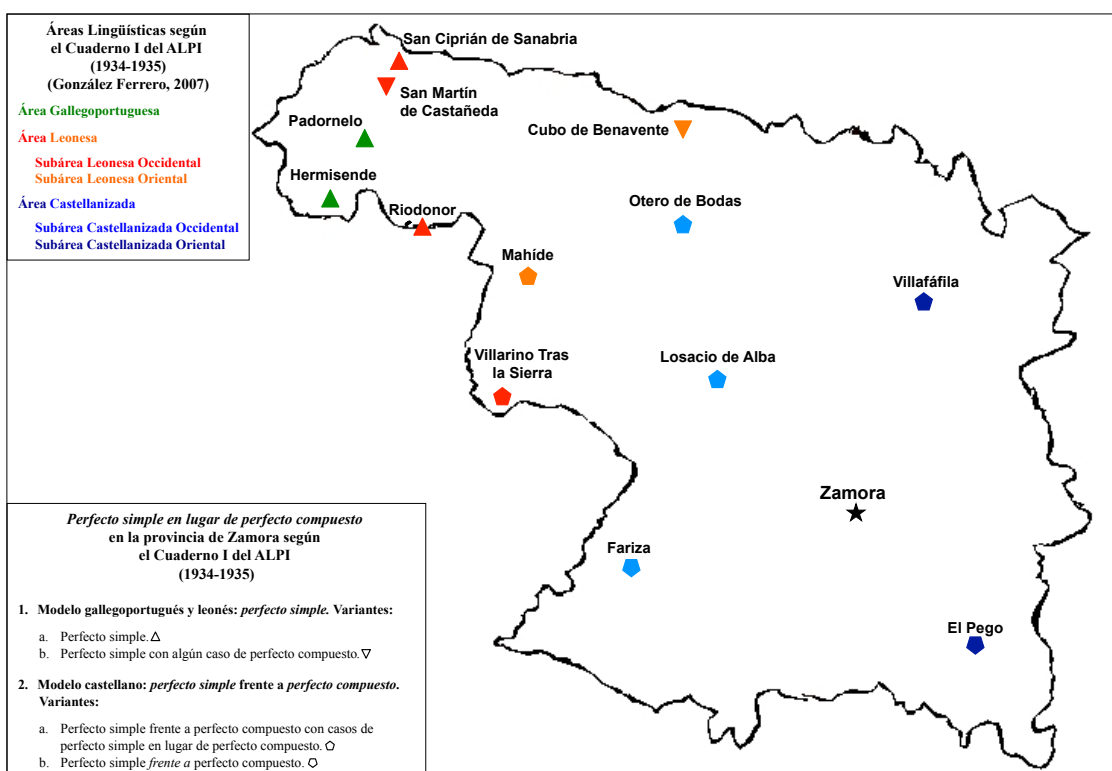 Áreas Lingüísticas según
el Cuaderno I del ALPI
(1934-1935)
(González Ferrero, 2007)
Área Gallegoportuguesa
Área Leonesa
Subárea Leonesa Occidental
Subárea Leonesa Oriental
Área Castellanizada
Subárea Castellanizada Occidental
Subárea Castellanizada Oriental
San Ciprián de Sanabria
San Martín
de Castañeda
Padornelo
Cubo de Benavente
Hermisende
Otero de Bodas
Riodonor
Mahíde
Villafáfila
Villarino Tras
la Sierra
Losacio de Alba
Zamora
Fariza
El Pego
Perfecto simple en lugar de perfecto compuesto
en la provincia de Zamora según
el Cuaderno I del ALPI
(1934-1935)
1. Modelo gallegoportugués y leonés: perfecto simple. Variantes:
a. Perfecto simple.
b. Perfecto simple con algún caso de perfecto compuesto.
2. Modelo castellano: perfecto simple frente a perfecto compuesto.
Variantes:
a. Perfecto simple frente a perfecto compuesto con casos de
perfecto simple en lugar de perfecto compuesto.
b. Perfecto simple frente a perfecto compuesto.